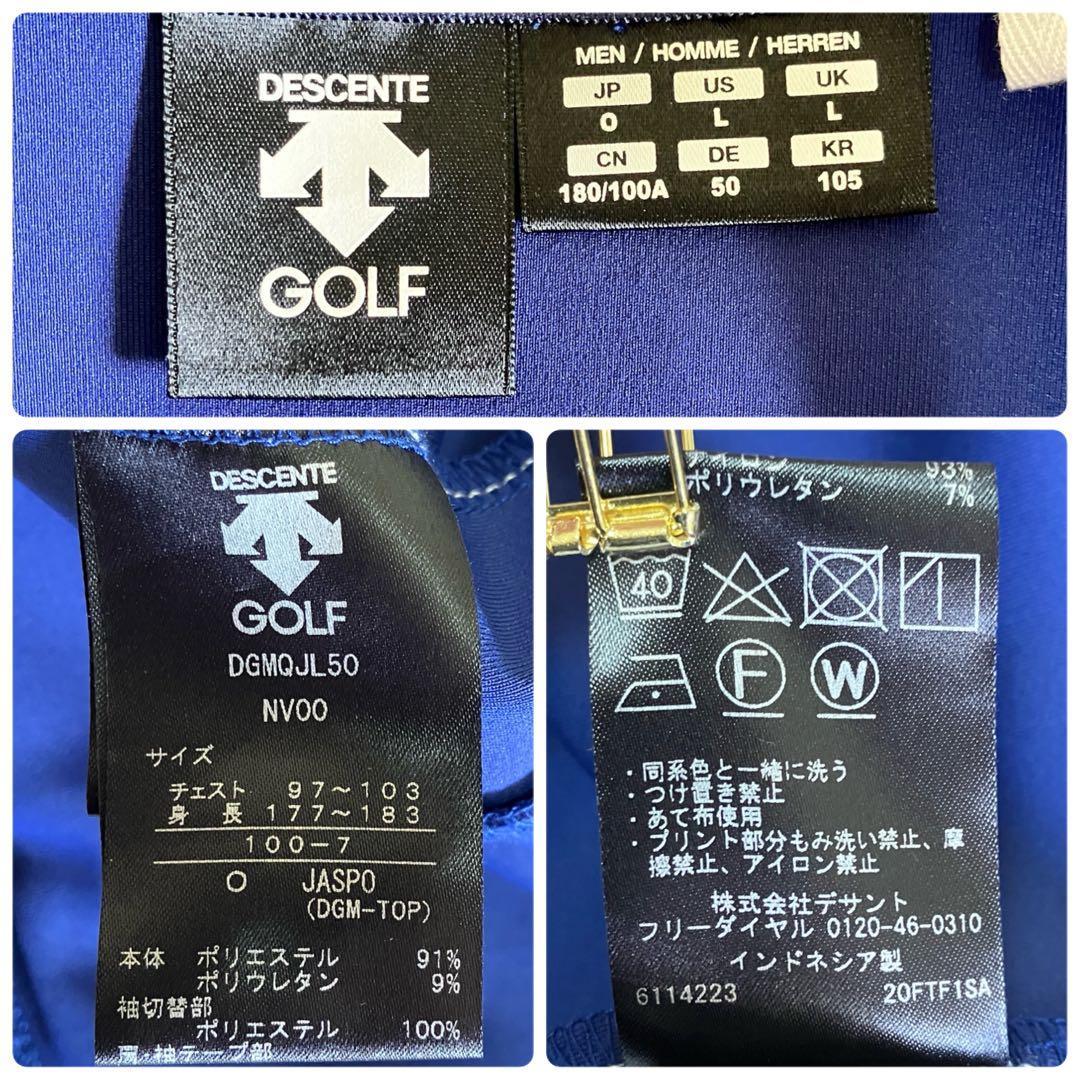 DESCENTE
GOLF
MEN / HOMME / HERREN
JP US UK
O L L
CN DE KR
180/100A 50 105
DESCENTE
GOLF
DGMQJL50
NV00
サイズ
チェスト 97～103
身長 177～183
100-7
O JASPO
(DGM-TOP)
本体 ポリエステル 91%
ポリウレタン 9%
袖切替部
ポリエステル 100%
肩・袖テープ部
93%
ポリウレタン 7%
40
F W
・同系色と一緒に洗う
・つけ置き禁止
・あて布使用
・プリント部分もみ洗い禁止、摩
擦禁止、アイロン禁止
株式会社デサント
フリーダイヤル 0120-46-0310
インドネシア製
6114223 20FTF1SA